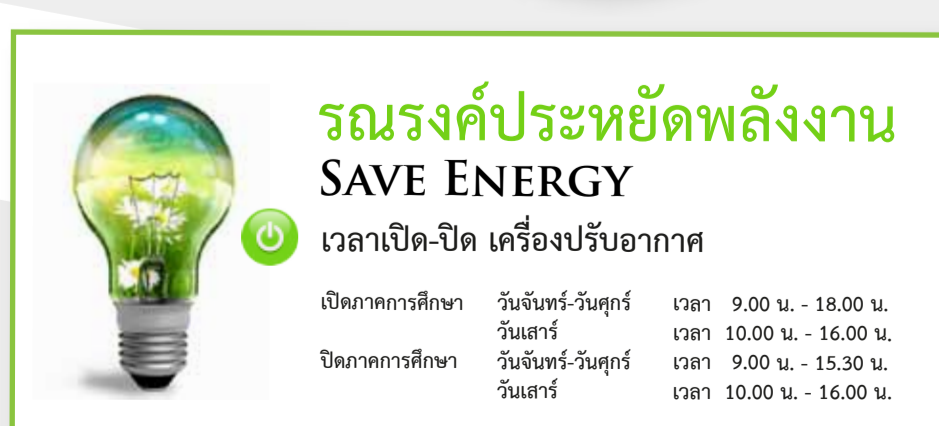 รณรงค์ประหยัดพลังงาน
SAVE ENERGY
เวลาเปิด-ปิด เครื่องปรับอากาศ
เปิดภาคการศึกษา วันจันทร์-วันศุกร์ เวลา 9.00 น. - 18.00 น.
วันเสาร์ เวลา 10.00 น. - 16.00 น.
ปิดภาคการศึกษา วันจันทร์-วันศุกร์ เวลา 9.00 น. - 15.30 น.
วันเสาร์ เวลา 10.00 น. - 16.00 น.